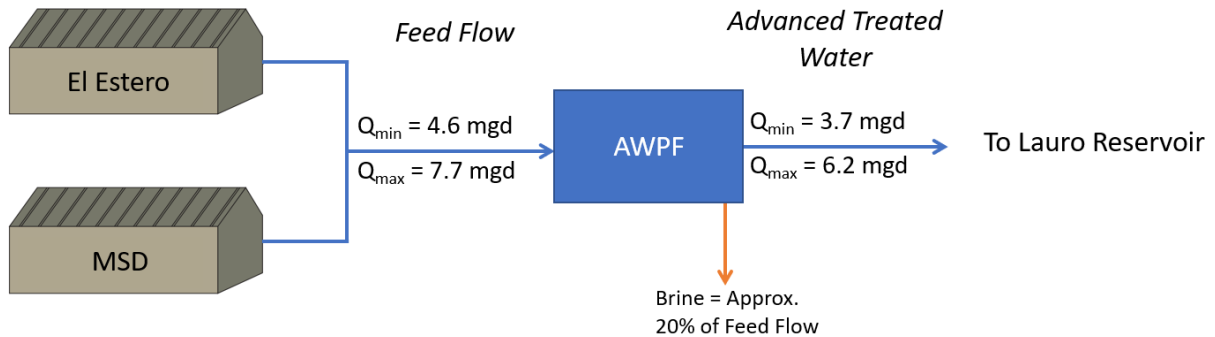 El Estero
MSD
Feed Flow
Qmin = 4.6 mgd
Qmax = 7.7 mgd
AWPF
Advanced Treated
Water
Qmin = 3.7 mgd
Qmax = 6.2 mgd
To Lauro Reservoir
Brine = Approx.
20% of Feed Flow